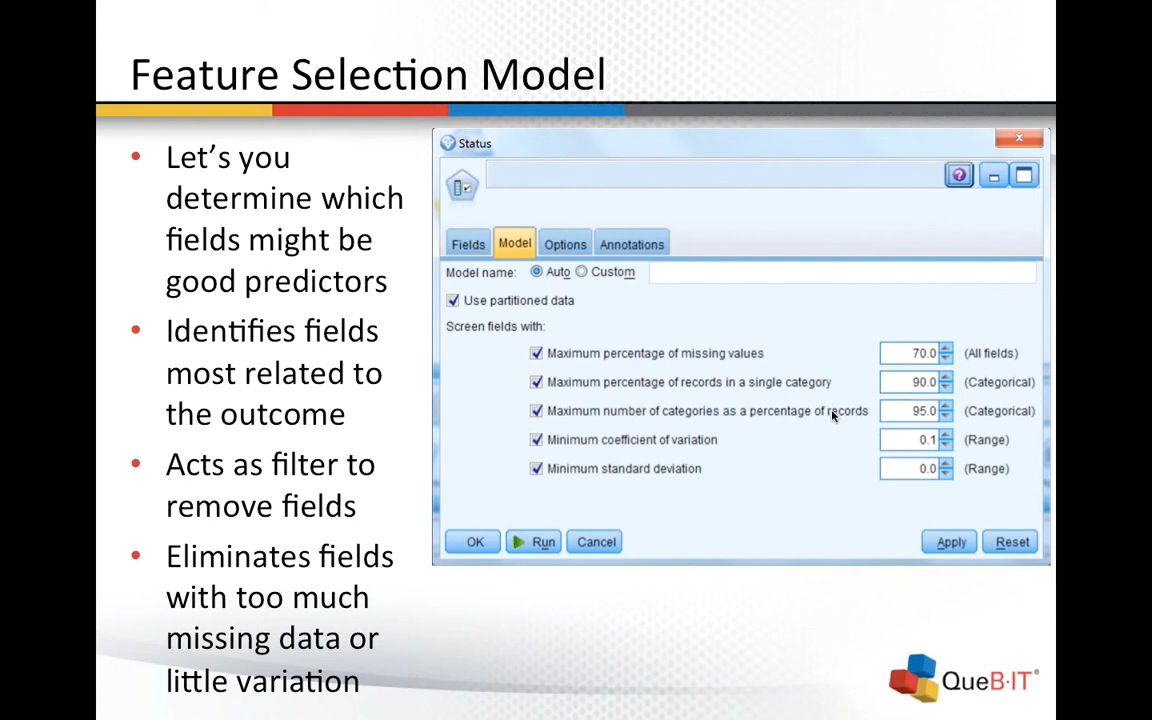 Feature Selection Model
• Let's you
determine which
fields might be
good predictors
• Identifies fields
most related to
the outcome
• Acts as filter to
remove fields
• Eliminates fields
with too much
missing data or
little variation
Status
Fields Model Options Annotations
Model name: Auto Custom
Use partitioned data
Screen fields with:
Maximum percentage of missing values 70.0 (All fields)
Maximum percentage of records in a single category 90.0 (Categorical)
Maximum number of categories as a percentage of records 95.0 (Categorical)
Minimum coefficient of variation 0.1 (Range)
Minimum standard deviation 0.0 (Range)
OK Run Cancel Apply Reset
QueB·IT®